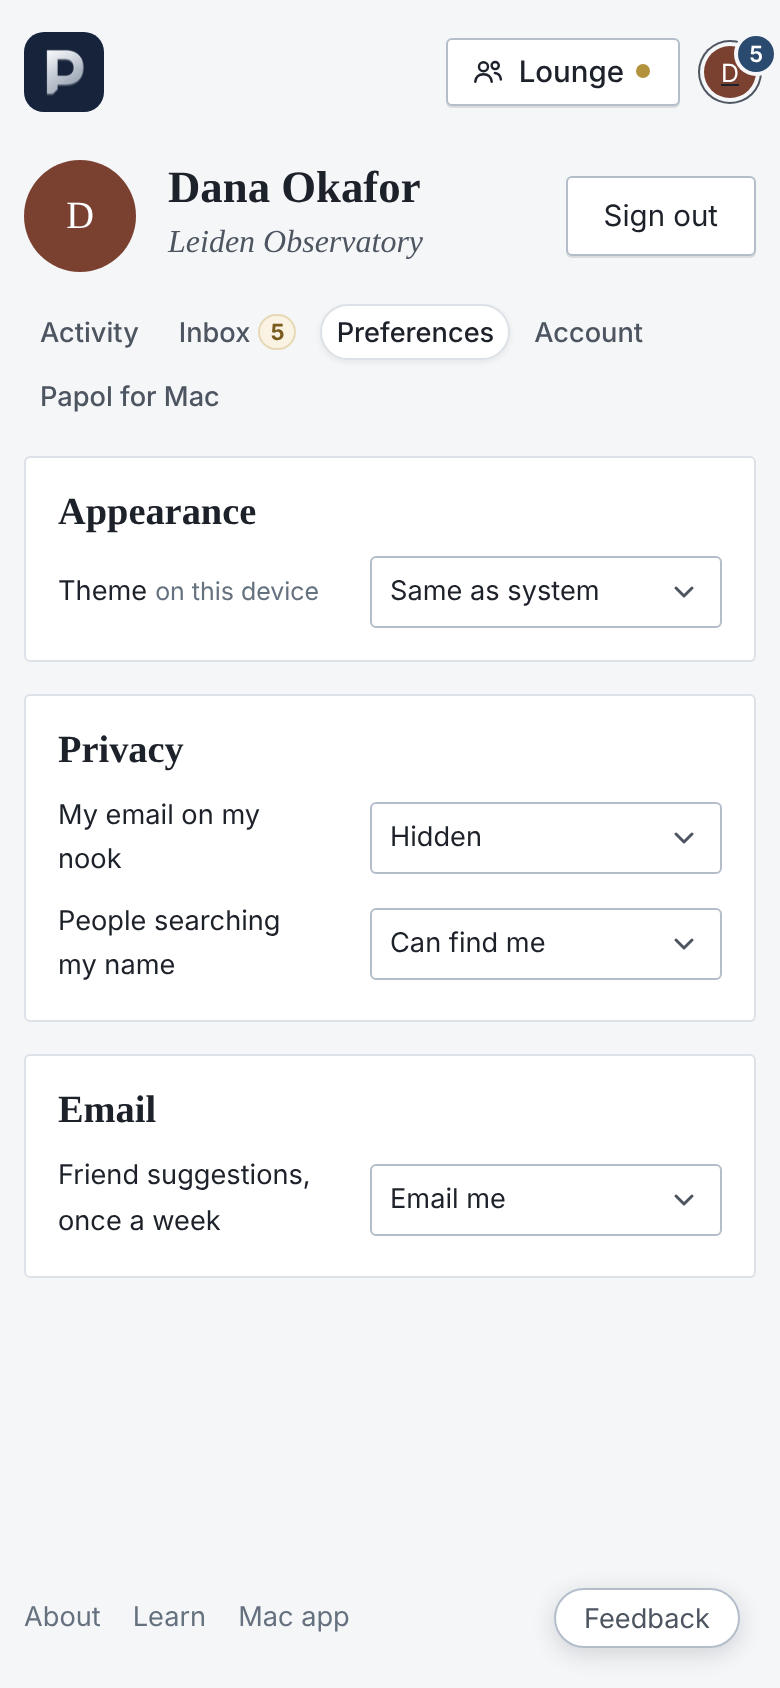 P
Lounge
D
5
D
Dana Okafor
Leiden Observatory
Sign out
Activity
Inbox 5
Preferences
Account
Papol for Mac
Appearance
Theme on this device
Same as system
Privacy
My email on my
nook
Hidden
People searching
my name
Can find me
Email
Friend suggestions,
once a week
Email me
About
Learn
Mac app
Feedback